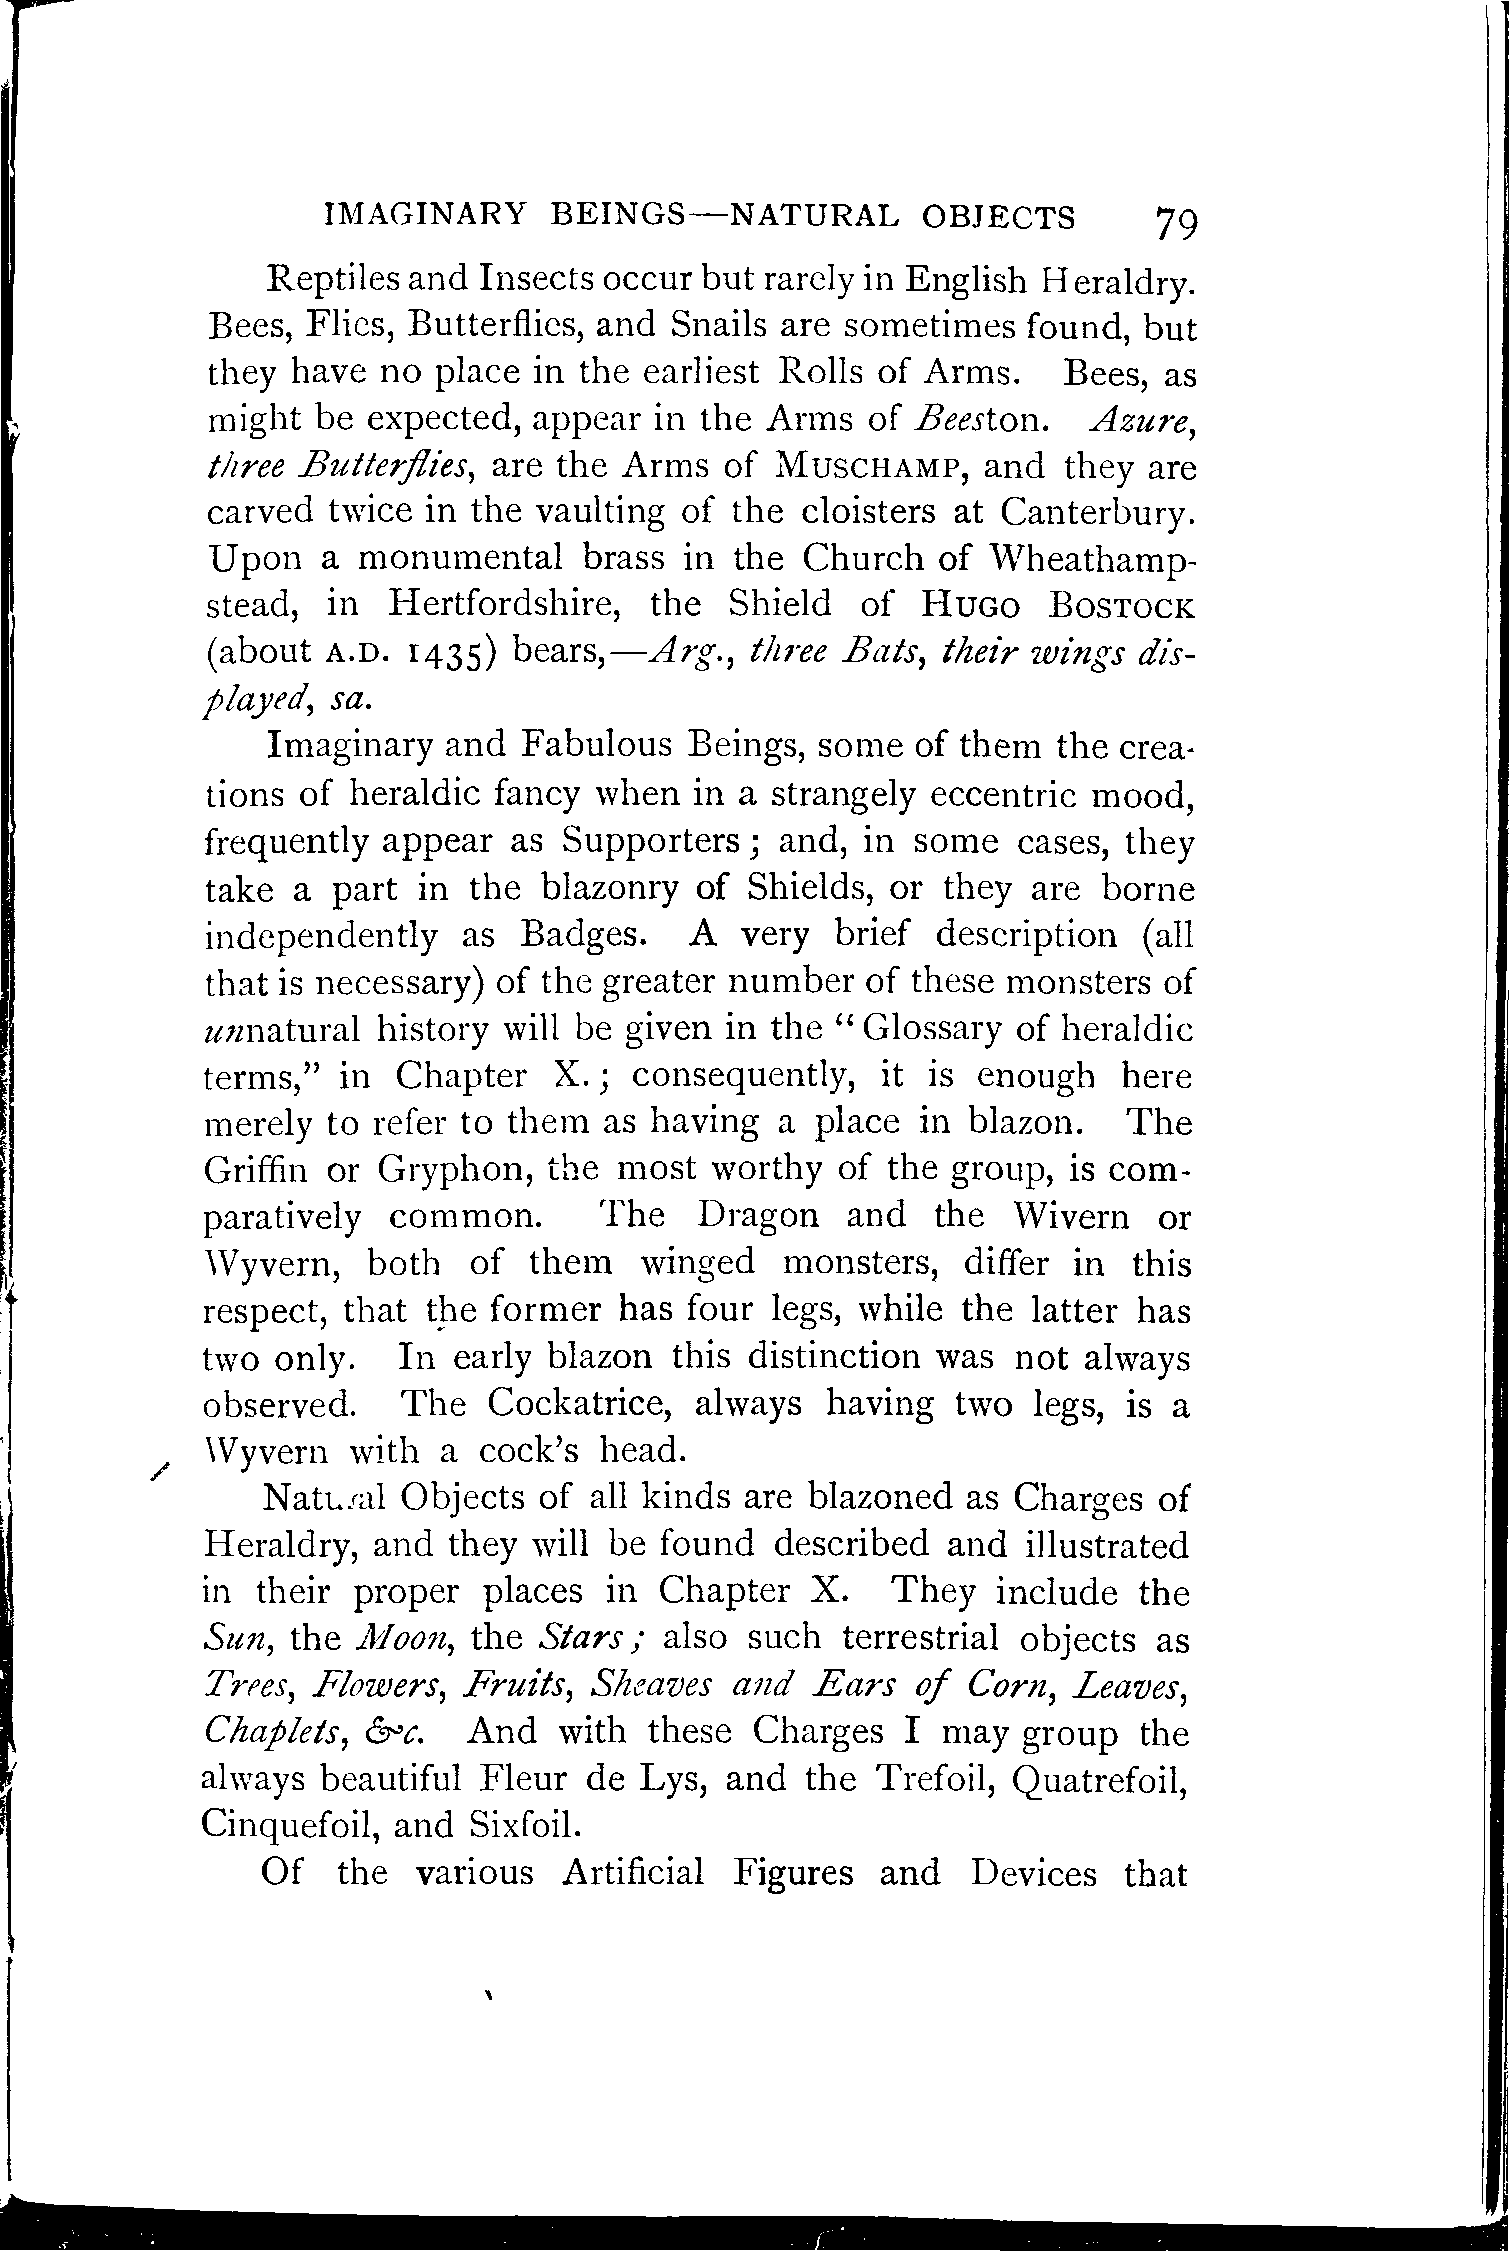 IMAGINARY BEINGS—NATURAL OBJECTS 79
Reptiles and Insects occur but rarely in English Heraldry.
Bees, Flies, Butterflies, and Snails are sometimes found, but
they have no place in the earliest Rolls of Arms. Bees, as
might be expected, appear in the Arms of Beeston. Azure,
three Butterflies, are the Arms of MUSCHAMP, and they are
carved twice in the vaulting of the cloisters at Canterbury.
Upon a monumental brass in the Church of Wheathamp-
stead, in Hertfordshire, the Shield of HUGO BOSTOCK
(about A.D. 1435) bears,—Arg., three Bats, their wings dis-
played, sa.
Imaginary and Fabulous Beings, some of them the crea-
tions of heraldic fancy when in a strangely eccentric mood,
frequently appear as Supporters; and, in some cases, they
take a part in the blazonry of Shields, or they are borne
independently as Badges. A very brief description (all
that is necessary) of the greater number of these monsters of
unnatural history will be given in the "Glossary of heraldic
terms," in Chapter X.; consequently, it is enough here
merely to refer to them as having a place in blazon. The
Griffin or Gryphon, the most worthy of the group, is com-
paratively common. The Dragon and the Wivern or
Wyvern, both of them winged monsters, differ in this
respect, that the former has four legs, while the latter has
two only. In early blazon this distinction was not always
observed. The Cockatrice, always having two legs, is a
Wyvern with a cock's head.
Natural Objects of all kinds are blazoned as Charges of
Heraldry, and they will be found described and illustrated
in their proper places in Chapter X. They include the
Sun, the Moon, the Stars; also such terrestrial objects as
Trees, Flowers, Fruits, Sheaves and Ears of Corn, Leaves,
Chaplets, &c. And with these Charges I may group the
always beautiful Fleur de Lys, and the Trefoil, Quatrefoil,
Cinquefoil, and Sixfoil.
Of the various Artificial Figures and Devices that